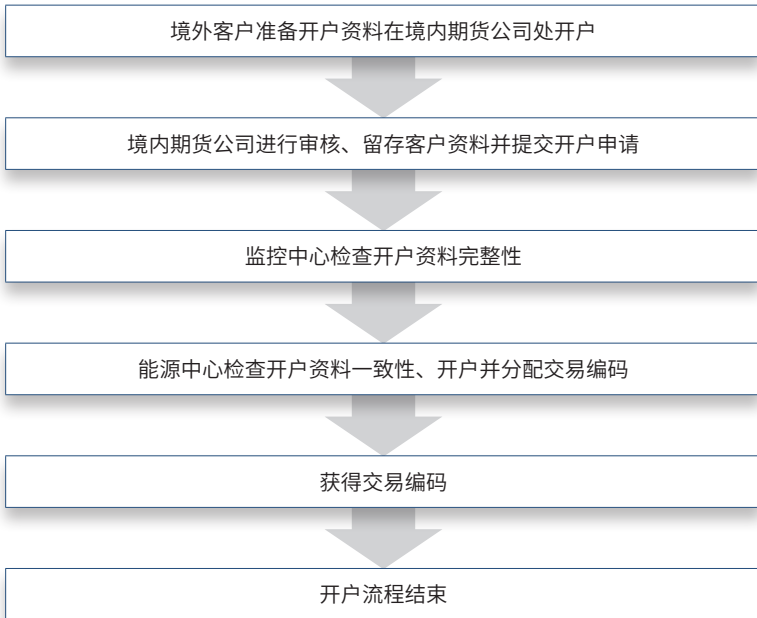 境外客户准备开户资料在境内期货公司处开户
境内期货公司进行审核、留存客户资料并提交开户申请
监控中心检查开户资料完整性
能源中心检查开户资料一致性、开户并分配交易编码
获得交易编码
开户流程结束